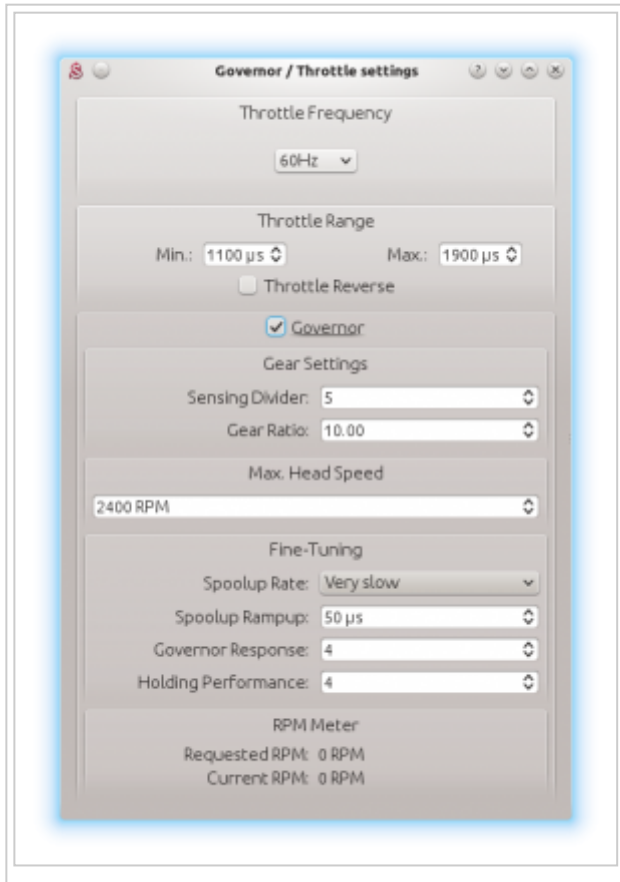 Governor / Throttle settings
Throttle Frequency
60Hz
Throttle Range
Min.: 1100 µs Max.: 1900 µs
Throttle Reverse
Governor
Gear Settings
Sensing Divider: 5
Gear Ratio: 10.00
Max. Head Speed
2400 RPM
Fine-Tuning
Spoolup Rate: Very slow
Spoolup Rampup: 50 µs
Governor Response: 4
Holding Performance: 4
RPM Meter
Requested RPM: 0 RPM
Current RPM: 0 RPM